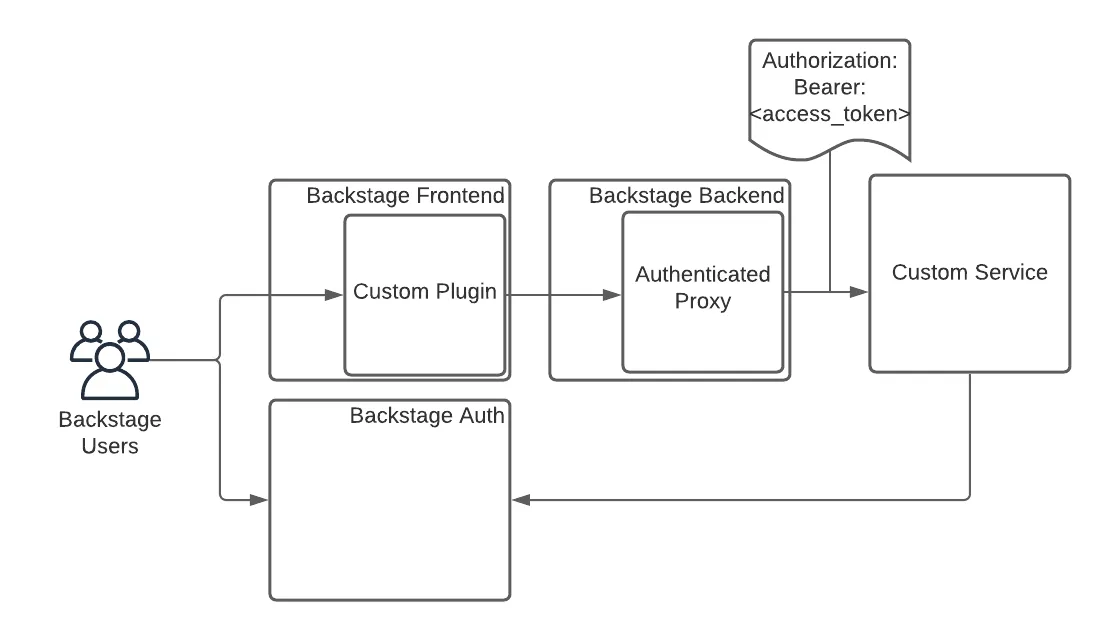 Authorization:
Bearer:
<access_token>
Backstage Frontend
Backstage Backend
Custom Plugin
Authenticated
Proxy
Custom Service
Backstage
Users
Backstage Auth